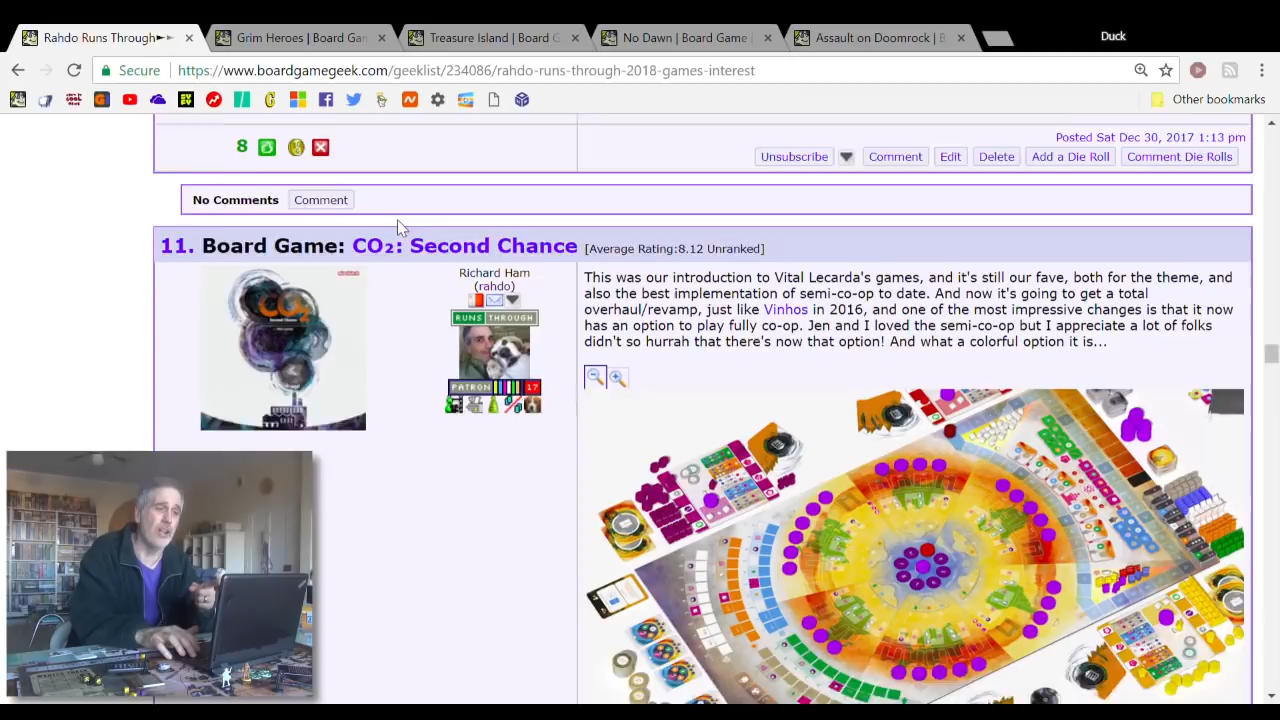 Rahdo Runs Through
Grim Heroes | Board Gam
Treasure Island | Board G
No Dawn | Board Game |
Assault on Doomrock | B
Duck
Secure
https://www.boardgamegeek.com/geeklist/234086/rahdo-runs-through-2018-games-interest
Other bookmarks
8
Posted Sat Dec 30, 2017 1:13 pm
Unsubscribe Comment Edit Delete Add a Die Roll Comment Die Rolls
No Comments Comment
11. Board Game: CO₂: Second Chance [Average Rating:8.12 Unranked]
Richard Ham
(rahdo)
RUNS THROUGH
PATRON 17
This was our introduction to Vital Lecarda's games, and it's still our fave, both for the theme, and
also the best implementation of semi-co-op to date. And now it's going to get a total
overhaul/revamp, just like Vinhos in 2016, and one of the most impressive changes is that it now
has an option to play fully co-op. Jen and I loved the semi-co-op but I appreciate a lot of folks
didn't so hurrah that there's now that option! And what a colorful option it is...
CO₂